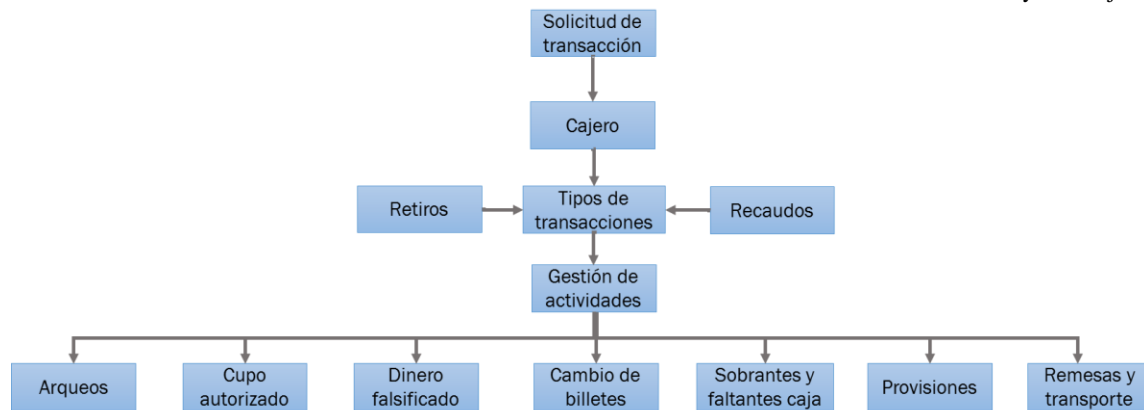 Solicitud de
transacción
Cajero
Retiros
Tipos de
transacciones
Recaudos
Gestión de
actividades
Arqueos
Cupo
autorizado
Dinero
falsificado
Cambio de
billetes
Sobrantes y
faltantes caja
Provisiones
Remesas y
transporte